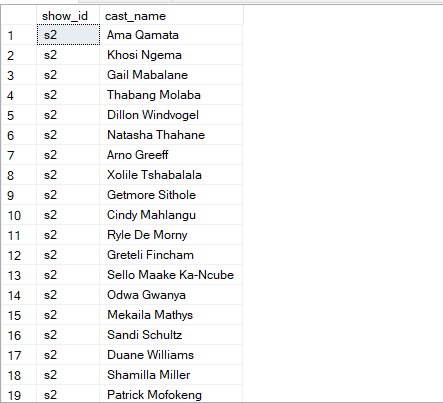 show_id cast_name
1 s2 Ama Qamata
2 s2 Khosi Ngema
3 s2 Gail Mabalane
4 s2 Thabang Molaba
5 s2 Dillon Windvogel
6 s2 Natasha Thahane
7 s2 Arno Greeff
8 s2 Xolile Tshabalala
9 s2 Getmore Sithole
10 s2 Cindy Mahlangu
11 s2 Ryle De Morny
12 s2 Greteli Fincham
13 s2 Sello Maake Ka-Ncube
14 s2 Odwa Gwanya
15 s2 Mekaila Mathys
16 s2 Sandi Schultz
17 s2 Duane Williams
18 s2 Shamilla Miller
19 s2 Patrick Mofokeng